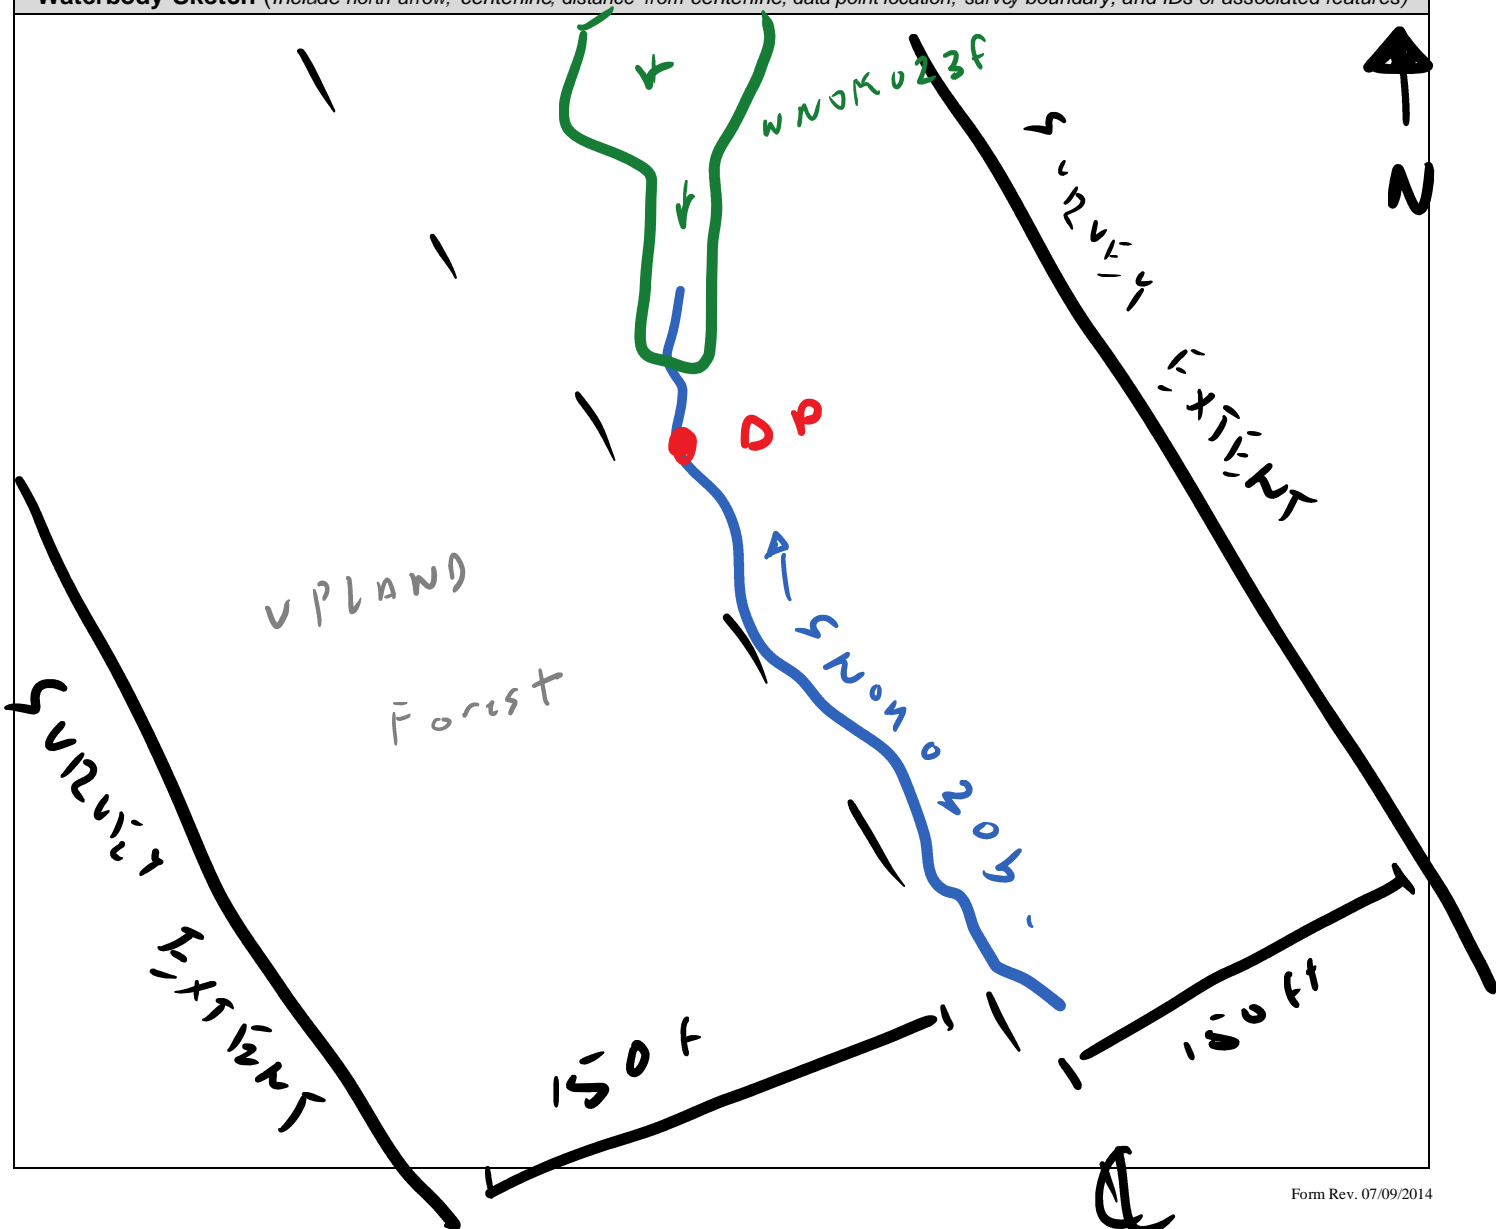 Waterbody Sketch (Include north arrow, centerline, distance from centerline, data point location, survey boundary, and IDs of associated features)
WNOK023f
N
SURVEY EXTENT
DP
UPLAND
Forest
SURVEY EXTENT
150 f
150 ft
℄
Form Rev. 07/09/2014